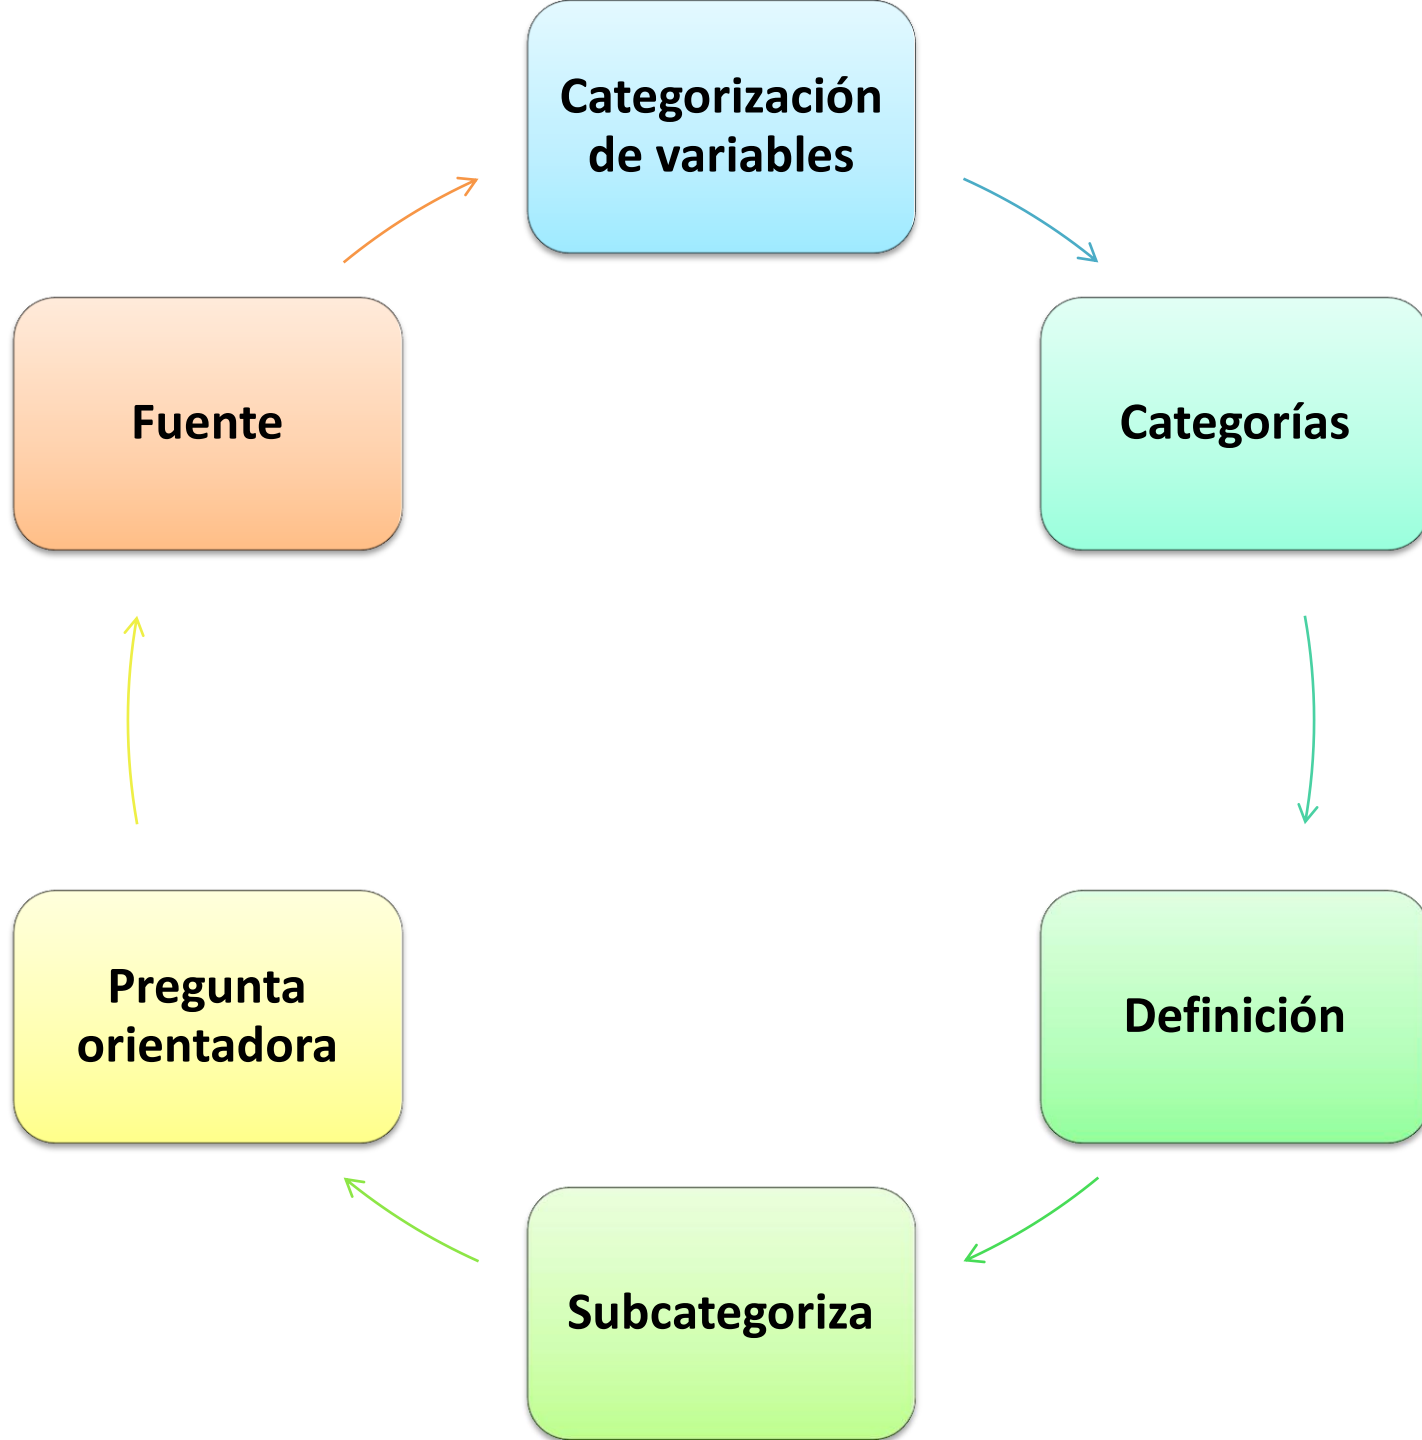 Categorización
de variables
Categorías
Definición
Subcategoriza
Pregunta
orientadora
Fuente